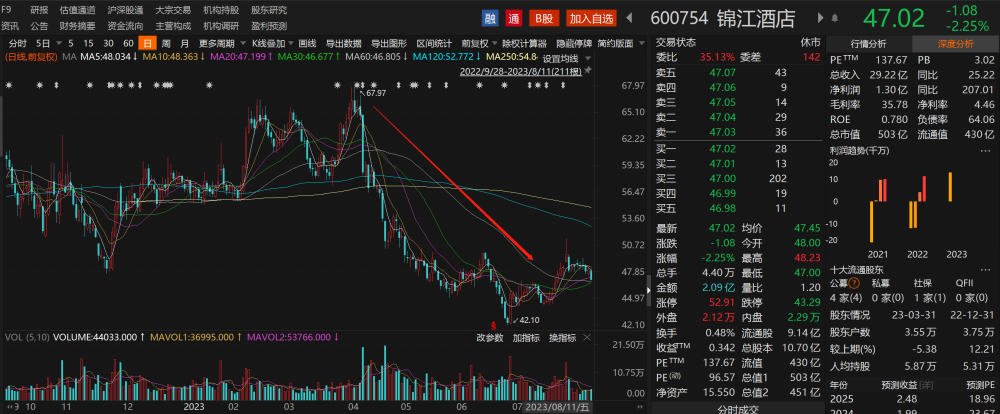 F9 研报 估值通道 沪深股通 大宗交易 机构持股 股东研究
资讯 公告 财务摘要 资金流向 主营构成 机构调研 盈利预测
融 通 B股 加入自选 600754 锦江酒店 47.02 -1.08 -2.25%
分时 5日 5 15 30 60 日 周 月 更多周期 K线叠加 画线 导出数据 导出图形 区间统计 前复权 除权计算器 隐藏停牌 简约版面
(日线,前复权) MA MA5:48.034↓ MA10:48.363↓ MA20:47.199↑ MA30:46.677↑ MA60:46.805↓ MA120:52.772↓ MA250:54.8 设置均线
2022/9/28-2023/8/11(211根)
67.97
67.97
65.10
62.22
59.35
56.47
53.60
50.72
47.85
44.97
42.10
42.10
VOL (5,10) VOLUME:44033.000↑ MAVOL1:36995.000↑ MAVOL2:53766.000↓ 改参数 加指标 换指标
21.50万
10.75万
0.00
10 11 12 2023 02 03 04 05 06 07 2023/08/11/五
交易状态 休市
委比 35.13% 委差 142
卖五 47.07 43
卖四 47.06 9
卖三 47.05 14
卖二 47.04 29
卖一 47.03 36
买一 47.02 28
买二 47.01 13
买三 47.00 202
买四 46.99 19
买五 46.98 11
最新 47.02 均价 47.45
涨跌 -1.08 今开 48.00
涨幅 -2.25% 最高 48.23
总手 4.40万 最低 47.00
金额 2.09亿 量比 1.20
涨停 52.91 跌停 43.29
外盘 2.12万 内盘 2.29万
换手 0.48% 流通股 9.14亿
收益 0.342 总股本 10.70亿
PE TTM 137.67 流值 430亿
PE(动) 96.57 总值1 503亿
净资产 15.550 总值2 451亿
分时成交
行情分析 深度分析
PE TTM 137.67 PB 3.02
总收入 29.22亿 同比 25.22
净利润 1.30亿 同比 207.01
毛利率 35.78 净利率 4.46
ROE 0.780 负债率 64.06
总市值 503亿 流通值 430亿
利润趋势(千万)
20
10
0
-10
-20
2021 2022 2023
十大流通股东
公募? 私募 社保 QFII
4家(4) 0家(0) 1家(1) 0家(0)
股东情况 23-03-31 22-12-31
股东户数 3.55万 3.75万
较上期(%) -5.38 12.21
人均持股 5.87万 5.31万
年份 预测收益(详) 预测PE
2025 2.48 18.96